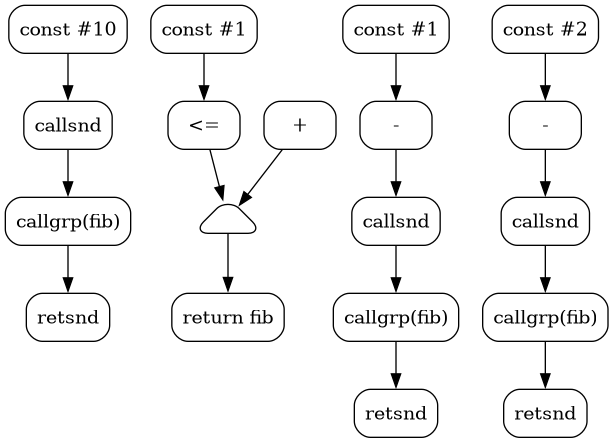 const #10
const #1
const #1
const #2
callsnd
<=
+
-
-
callgrp(fib)
callsnd
callsnd
retsnd
return fib
callgrp(fib)
callgrp(fib)
retsnd
retsnd